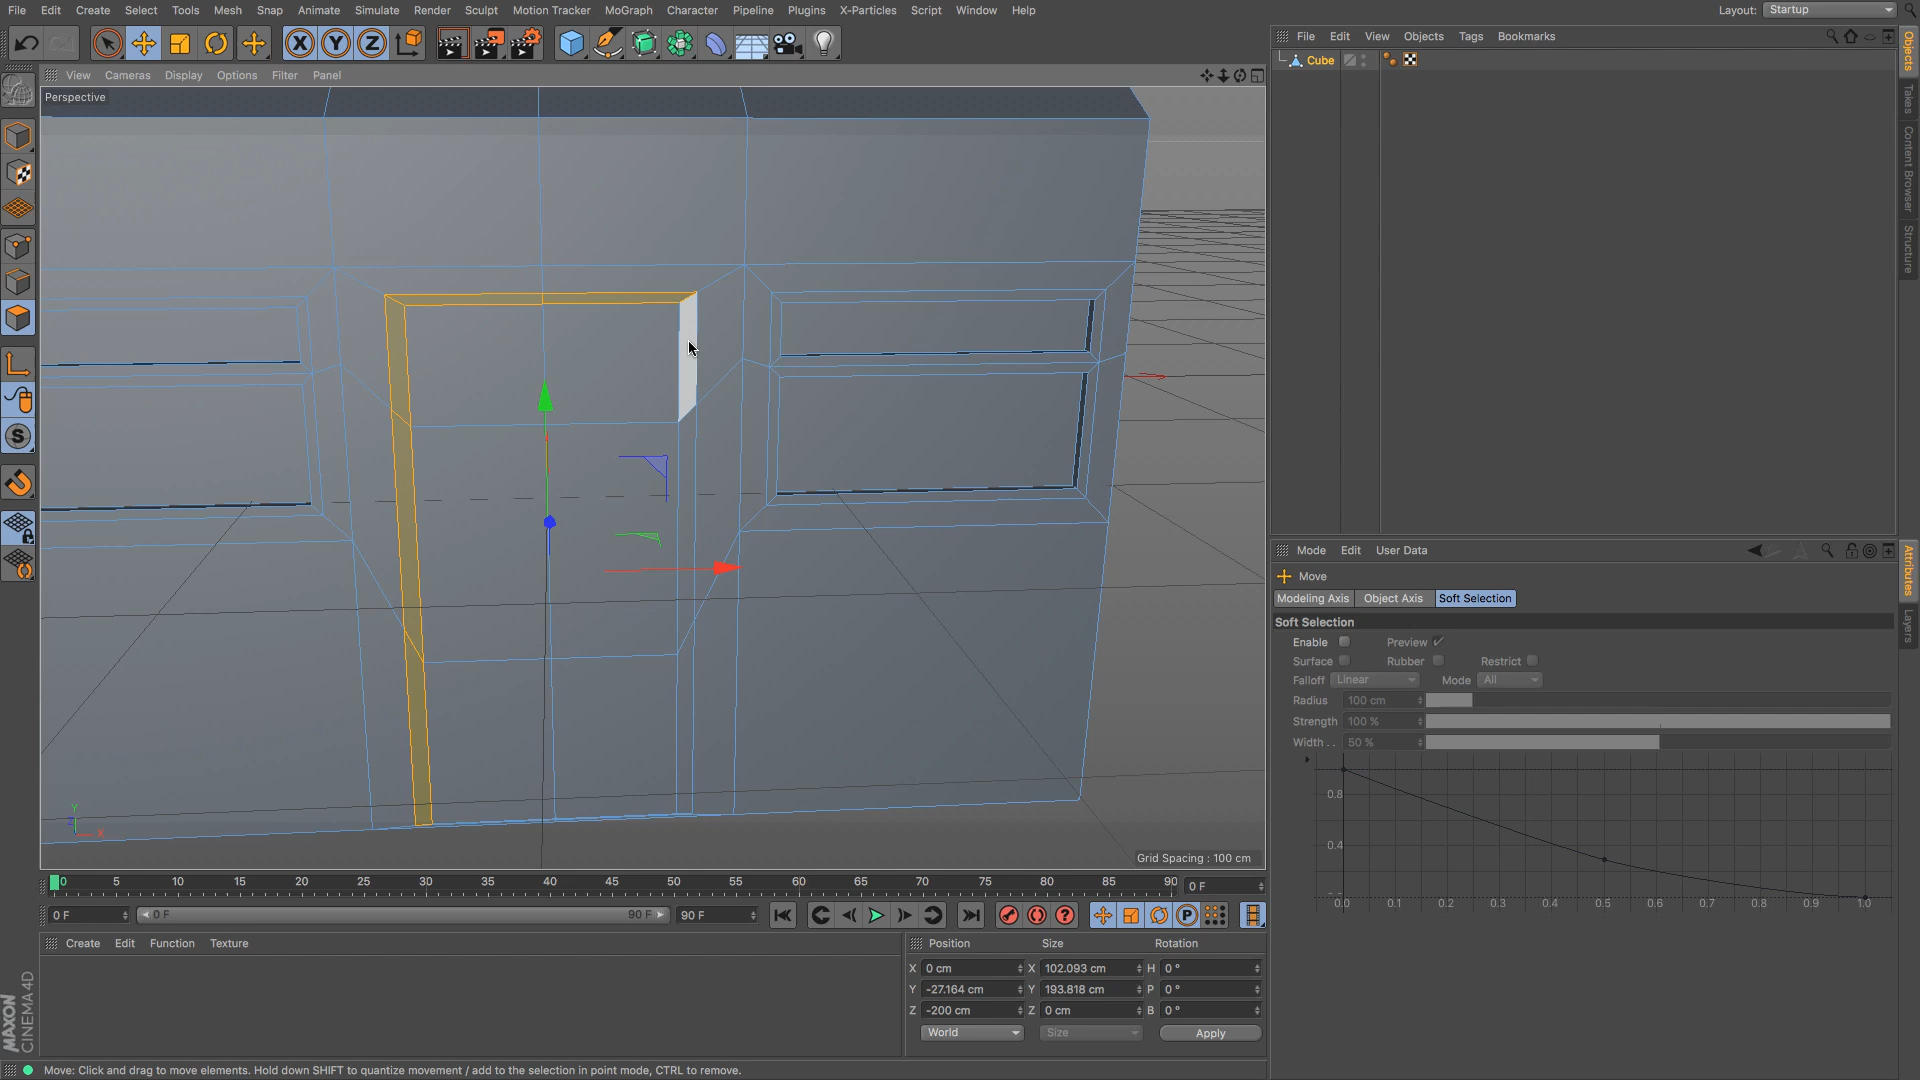 File Edit Create Select Tools Mesh Snap Animate Simulate Render Sculpt Motion Tracker MoGraph Character Pipeline Plugins X-Particles Script Window Help Layout: Startup
File Edit View Objects Tags Bookmarks
Cube
View Cameras Display Options Filter Panel
Perspective
Objects
Takes
Content Browser
Structure
Grid Spacing : 100 cm
Mode Edit User Data
Move
Modeling Axis Object Axis Soft Selection
Soft Selection
Enable Preview
Surface Rubber Restrict
Falloff Linear Mode All
Radius 100 cm
Strength 100 %
Width . . 50 %
0.8
0.4
0.0 0.1 0.2 0.3 0.4 0.5 0.6 0.7 0.8 0.9 1.0
Attributes
Layers
0 5 10 15 20 25 30 35 40 45 50 55 60 65 70 75 80 85 90 0 F
0 F 0 F 90 F 90 F
Create Edit Function Texture
Position Size Rotation
X 0 cm X 102.093 cm H 0 °
Y -27.164 cm Y 193.818 cm P 0 °
Z -200 cm Z 0 cm B 0 °
World Size Apply
MAXON
CINEMA 4D
Move: Click and drag to move elements. Hold down SHIFT to quantize movement / add to the selection in point mode, CTRL to remove.